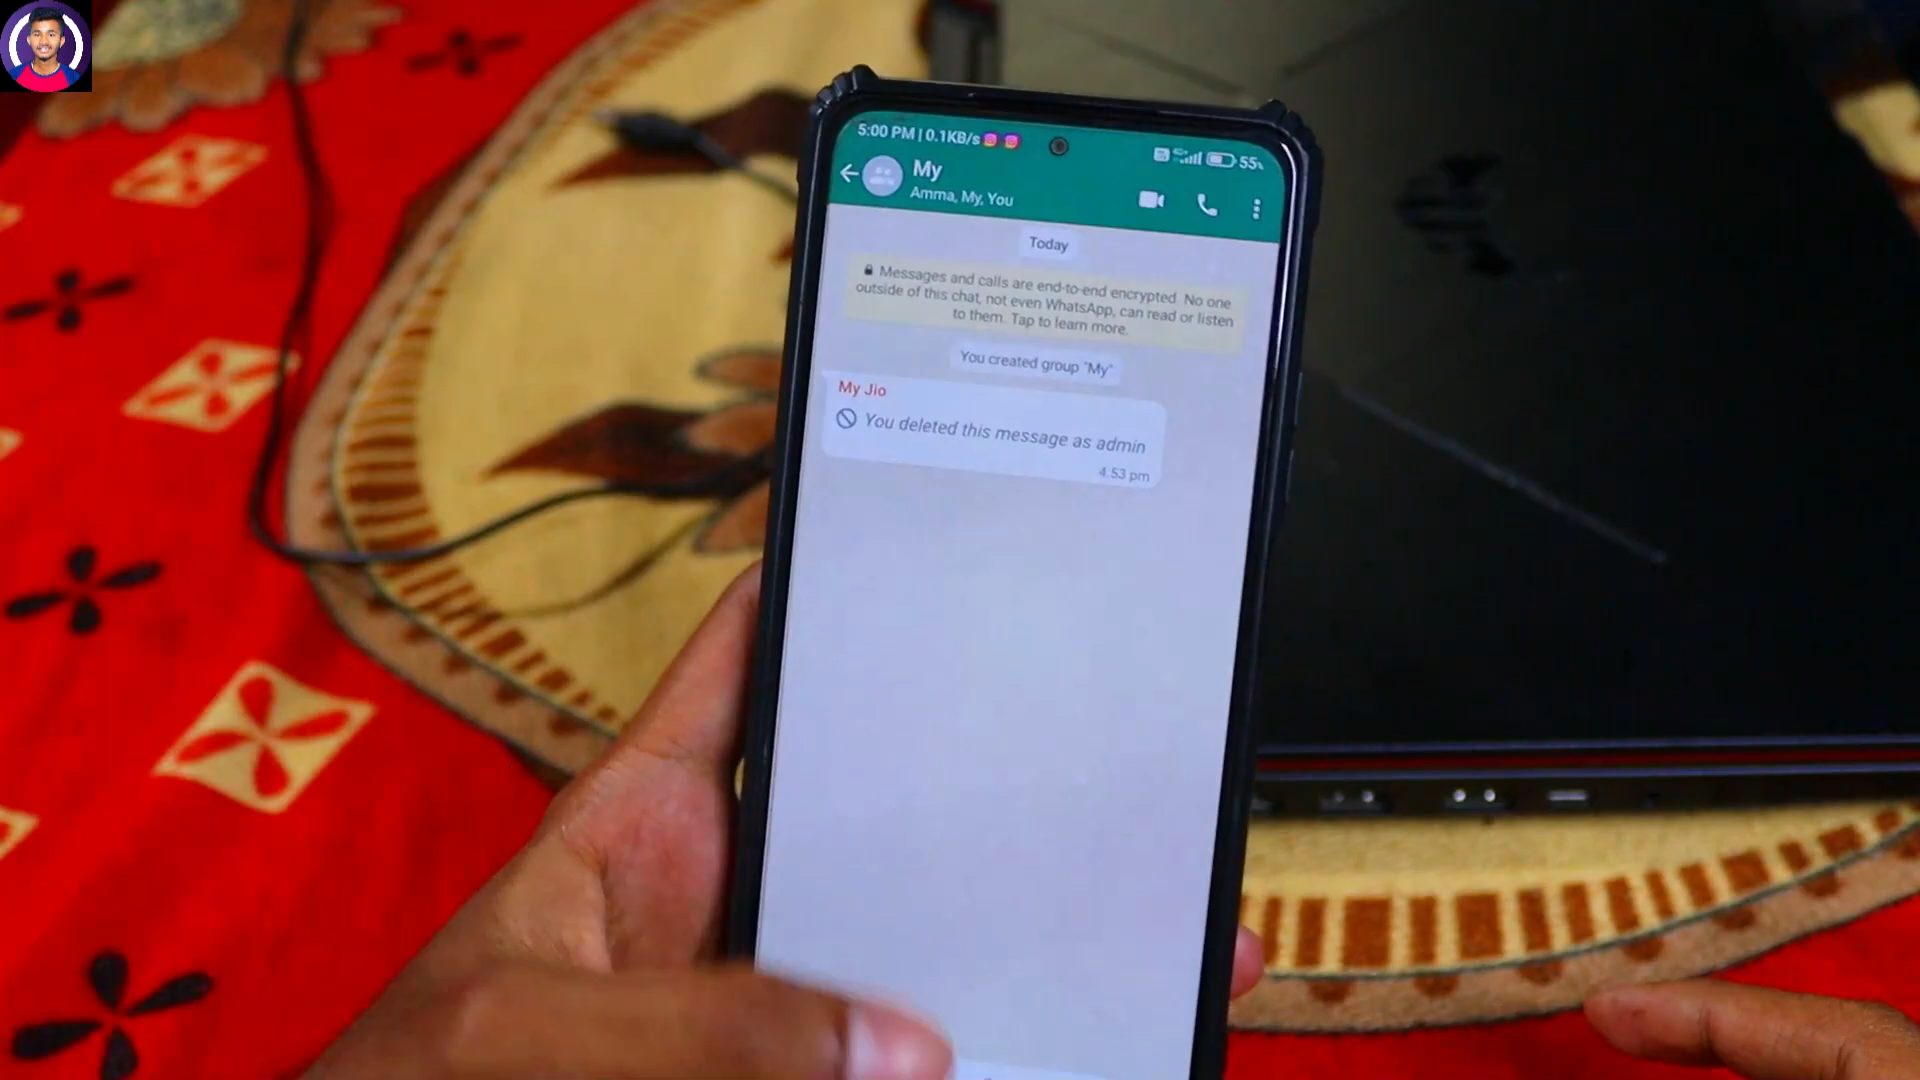 5:00 PM | 0.1KB/s
55%
My
Amma, My, You
Today
Messages and calls are end-to-end encrypted. No one
outside of this chat, not even WhatsApp, can read or listen
to them. Tap to learn more.
You created group "My"
My Jio
You deleted this message as admin
4:53 pm